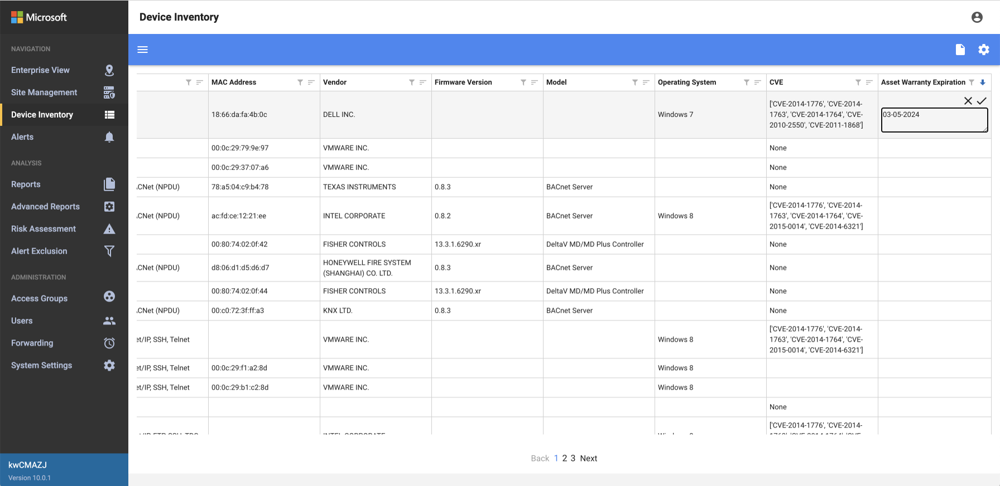 Microsoft
Device Inventory
NAVIGATION
Enterprise View
Site Management
Device Inventory
Alerts
ANALYSIS
Reports
Advanced Reports
Risk Assessment
Alert Exclusion
ADMINISTRATION
Access Groups
Users
Forwarding
System Settings
kwCMAZJ
Version 10.0.1
MAC Address Vendor Firmware Version Model Operating System CVE Asset Warranty Expiration
18:66:da:fa:4b:0c DELL INC. Windows 7 ['CVE-2014-1776', 'CVE-2014-
1763', 'CVE-2014-1764', 'CVE-
2010-2550', 'CVE-2011-1868']
03-05-2024
00:0c:29:79:9e:97 VMWARE INC. None
00:0c:29:37:07:a6 VMWARE INC. None
CNet (NPDU) 78:a5:04:c9:b4:78 TEXAS INSTRUMENTS 0.8.3 BACnet Server None
CNet (NPDU) ac:fd:ce:12:21:ee INTEL CORPORATE 0.8.2 BACnet Server Windows 8 ['CVE-2014-1776', 'CVE-2014-
1763', 'CVE-2014-1764', 'CVE-
2015-0014', 'CVE-2014-6321']
00:80:74:02:0f:42 FISHER CONTROLS 13.3.1.6290.xr DeltaV MD/MD Plus Controller None
CNet (NPDU) d8:06:d1:d5:d6:d7 HONEYWELL FIRE SYSTEM
(SHANGHAI) CO. LTD. 0.8.3 BACnet Server None
00:80:74:02:0f:44 FISHER CONTROLS 13.3.1.6290.xr DeltaV MD/MD Plus Controller None
CNet (NPDU) 00:c0:72:3f:ff:a3 KNX LTD. 0.8.3 BACnet Server None
et/IP, SSH, Telnet VMWARE INC. Windows 8 ['CVE-2014-1776', 'CVE-2014-
1763', 'CVE-2014-1764', 'CVE-
2015-0014', 'CVE-2014-6321']
et/IP, SSH, Telnet 00:0c:29:f1:a2:8d VMWARE INC. Windows 8
et/IP, SSH, Telnet 00:0c:29:b1:c2:8d VMWARE INC. Windows 8
None
['CVE-2014-1776', 'CVE-2014-
Back 1 2 3 Next